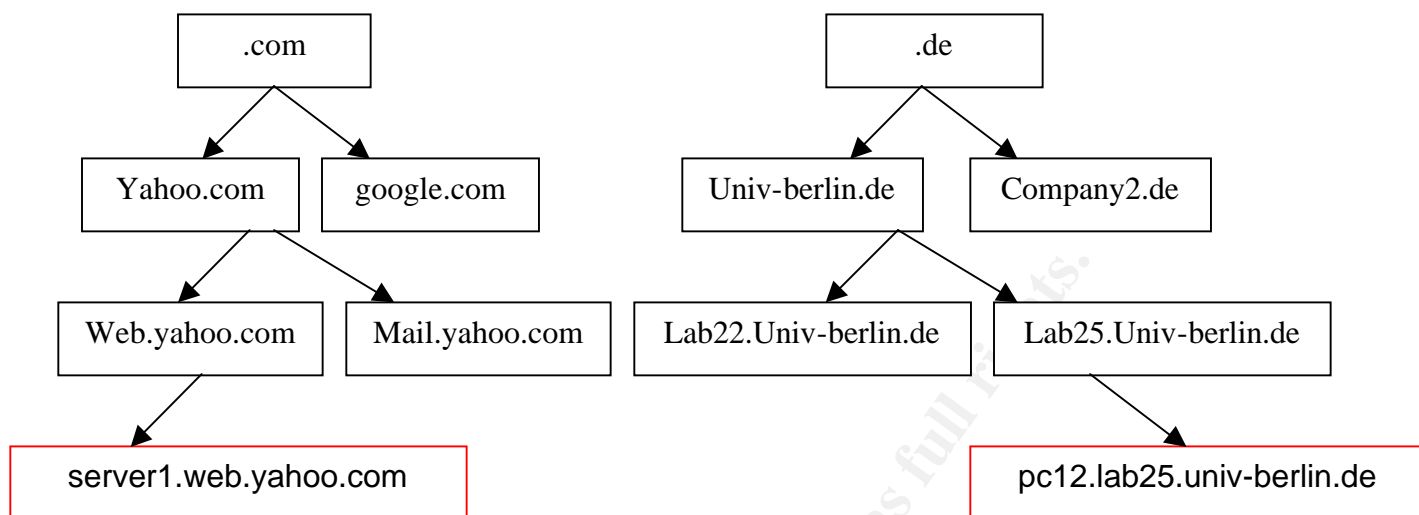 .com
.de
Yahoo.com
google.com
Univ-berlin.de
Company2.de
Web.yahoo.com
Mail.yahoo.com
Lab22.Univ-berlin.de
Lab25.Univ-berlin.de
server1.web.yahoo.com
pc12.lab25.univ-berlin.de
full